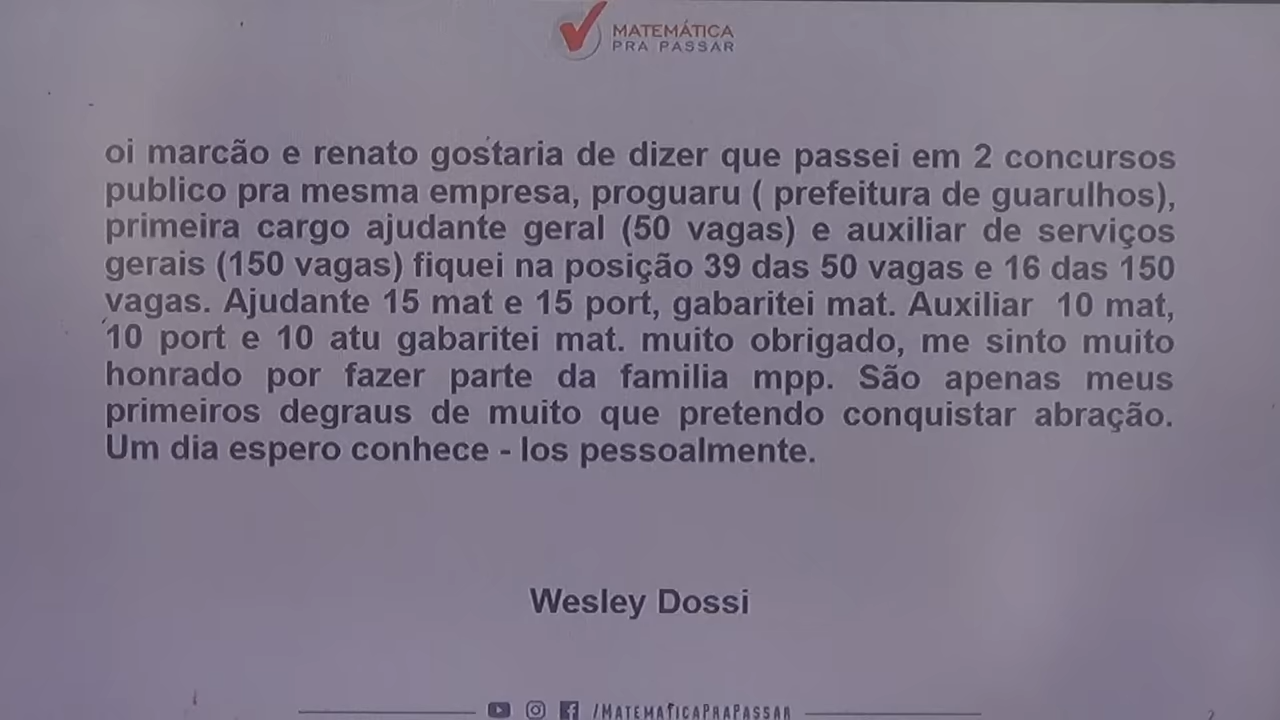 MATEMÁTICA
PRA PASSAR
oi marcão e renato gostaria de dizer que passei em 2 concursos
publico pra mesma empresa, proguaru ( prefeitura de guarulhos),
primeira cargo ajudante geral (50 vagas) e auxiliar de serviços
gerais (150 vagas) fiquei na posição 39 das 50 vagas e 16 das 150
vagas. Ajudante 15 mat e 15 port, gabaritei mat. Auxiliar 10 mat,
10 port e 10 atu gabaritei mat. muito obrigado, me sinto muito
honrado por fazer parte da familia mpp. São apenas meus
primeiros degraus de muito que pretendo conquistar abração.
Um dia espero conhece - los pessoalmente.
Wesley Dossi
/MATEMATICAPRAPASSAR
2